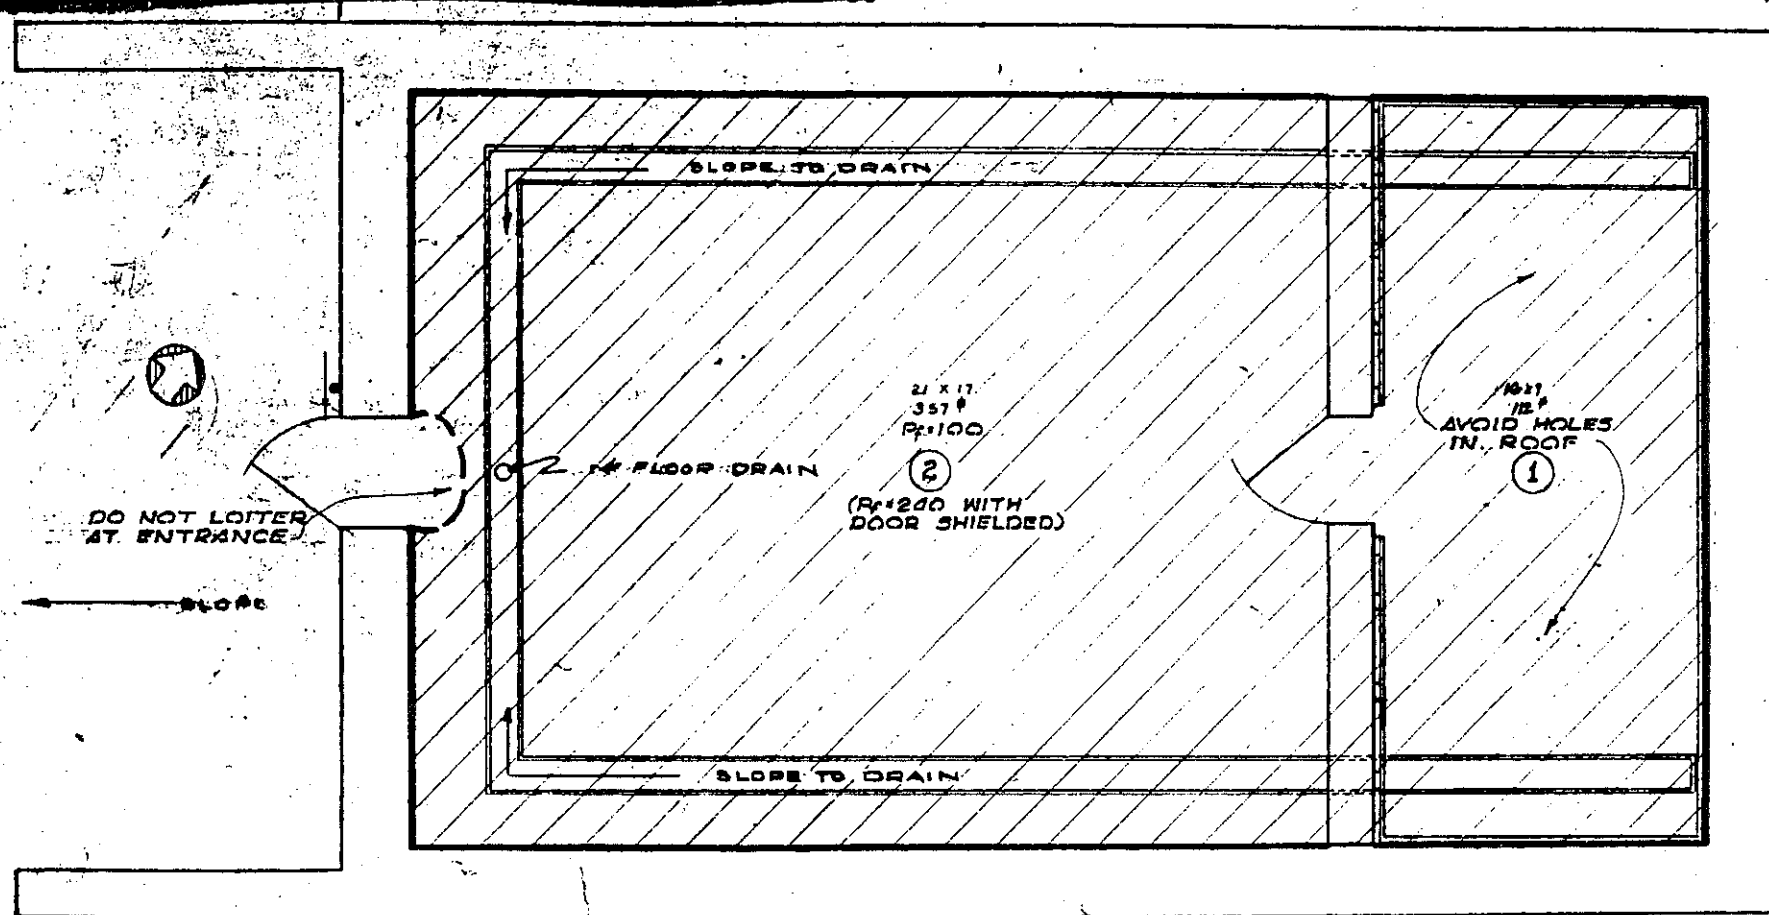 SLOPE TO DRAIN
21 X 17
357
Pf=100
2
(Pf=200 WITH
DOOR SHIELDED)
FLOOR DRAIN
AVOID HOLES
IN ROOF
1
DO NOT LOITER
AT ENTRANCE
SLOPE
SLOPE TO DRAIN